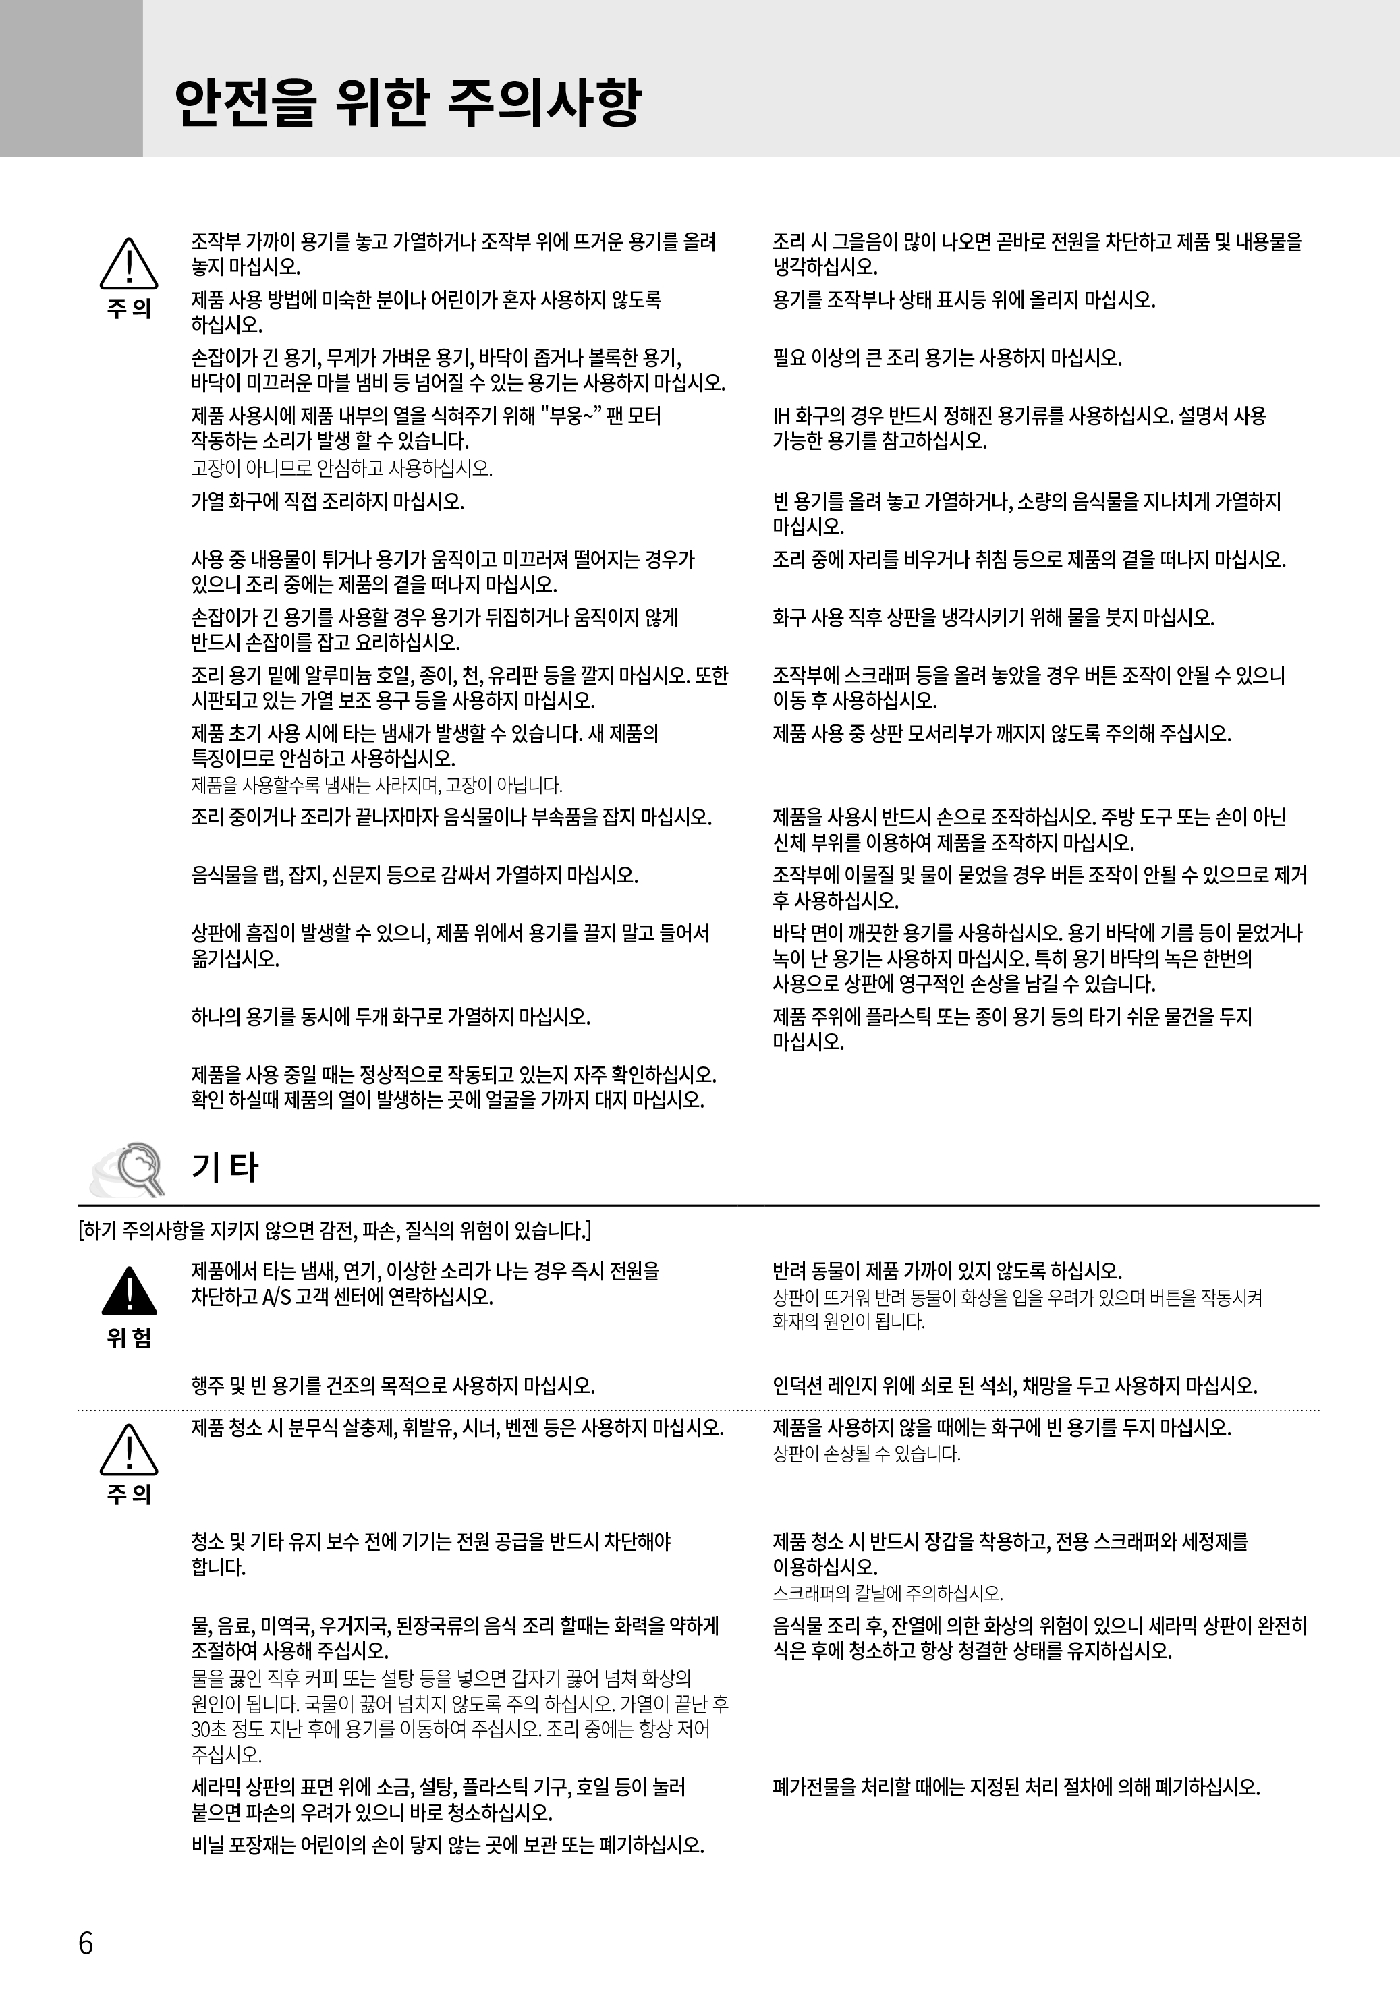 안전을 위한 주의사항
주 의
조작부 가까이 용기를 놓고 가열하거나 조작부 위에 뜨거운 용기를 올려
놓지 마십시오.
조리 시 그을음이 많이 나오면 곧바로 전원을 차단하고 제품 및 내용물을
냉각하십시오.
제품 사용 방법에 미숙한 분이나 어린이가 혼자 사용하지 않도록
하십시오.
용기를 조작부나 상태 표시등 위에 올리지 마십시오.
손잡이가 긴 용기, 무게가 가벼운 용기, 바닥이 좁거나 볼록한 용기,
바닥이 미끄러운 마블 냄비 등 넘어질 수 있는 용기는 사용하지 마십시오.
필요 이상의 큰 조리 용기는 사용하지 마십시오.
제품 사용시에 제품 내부의 열을 식혀주기 위해 "부웅~” 팬 모터
작동하는 소리가 발생 할 수 있습니다.
고장이 아니므로 안심하고 사용하십시오.
IH 화구의 경우 반드시 정해진 용기류를 사용하십시오. 설명서 사용
가능한 용기를 참고하십시오.
가열 화구에 직접 조리하지 마십시오.
빈 용기를 올려 놓고 가열하거나, 소량의 음식물을 지나치게 가열하지
마십시오.
사용 중 내용물이 튀거나 용기가 움직이고 미끄러져 떨어지는 경우가
있으니 조리 중에는 제품의 곁을 떠나지 마십시오.
조리 중에 자리를 비우거나 취침 등으로 제품의 곁을 떠나지 마십시오.
손잡이가 긴 용기를 사용할 경우 용기가 뒤집히거나 움직이지 않게
반드시 손잡이를 잡고 요리하십시오.
화구 사용 직후 상판을 냉각시키기 위해 물을 붓지 마십시오.
조리 용기 밑에 알루미늄 호일, 종이, 천, 유리판 등을 깔지 마십시오. 또한
시판되고 있는 가열 보조 용구 등을 사용하지 마십시오.
조작부에 스크래퍼 등을 올려 놓았을 경우 버튼 조작이 안될 수 있으니
이동 후 사용하십시오.
제품 초기 사용 시에 타는 냄새가 발생할 수 있습니다. 새 제품의
특징이므로 안심하고 사용하십시오.
제품을 사용할수록 냄새는 사라지며, 고장이 아닙니다.
제품 사용 중 상판 모서리부가 깨지지 않도록 주의해 주십시오.
조리 중이거나 조리가 끝나자마자 음식물이나 부속품을 잡지 마십시오.
제품을 사용시 반드시 손으로 조작하십시오. 주방 도구 또는 손이 아닌
신체 부위를 이용하여 제품을 조작하지 마십시오.
음식물을 랩, 잡지, 신문지 등으로 감싸서 가열하지 마십시오.
조작부에 이물질 및 물이 묻었을 경우 버튼 조작이 안될 수 있으므로 제거
후 사용하십시오.
상판에 흠집이 발생할 수 있으니, 제품 위에서 용기를 끌지 말고 들어서
옮기십시오.
바닥 면이 깨끗한 용기를 사용하십시오. 용기 바닥에 기름 등이 묻었거나
녹이 난 용기는 사용하지 마십시오. 특히 용기 바닥의 녹은 한번의
사용으로 상판에 영구적인 손상을 남길 수 있습니다.
하나의 용기를 동시에 두개 화구로 가열하지 마십시오.
제품 주위에 플라스틱 또는 종이 용기 등의 타기 쉬운 물건을 두지
마십시오.
제품을 사용 중일 때는 정상적으로 작동되고 있는지 자주 확인하십시오.
확인 하실때 제품의 열이 발생하는 곳에 얼굴을 가까지 대지 마십시오.
기 타
[하기 주의사항을 지키지 않으면 감전, 파손, 질식의 위험이 있습니다.]
위 험
제품에서 타는 냄새, 연기, 이상한 소리가 나는 경우 즉시 전원을
차단하고 A/S 고객 센터에 연락하십시오.
반려 동물이 제품 가까이 있지 않도록 하십시오.
상판이 뜨거워 반려 동물이 화상을 입을 우려가 있으며 버튼을 작동시켜
화재의 원인이 됩니다.
행주 및 빈 용기를 건조의 목적으로 사용하지 마십시오.
인덕션 레인지 위에 쇠로 된 석쇠, 채망을 두고 사용하지 마십시오.
주 의
제품 청소 시 분무식 살충제, 휘발유, 시너, 벤젠 등은 사용하지 마십시오.
제품을 사용하지 않을 때에는 화구에 빈 용기를 두지 마십시오.
상판이 손상될 수 있습니다.
청소 및 기타 유지 보수 전에 기기는 전원 공급을 반드시 차단해야
합니다.
제품 청소 시 반드시 장갑을 착용하고, 전용 스크래퍼와 세정제를
이용하십시오.
스크래퍼의 칼날에 주의하십시오.
물, 음료, 미역국, 우거지국, 된장국류의 음식 조리 할때는 화력을 약하게
조절하여 사용해 주십시오.
물을 끓인 직후 커피 또는 설탕 등을 넣으면 갑자기 끓어 넘쳐 화상의
원인이 됩니다. 국물이 끓어 넘치지 않도록 주의 하십시오. 가열이 끝난 후
30초 정도 지난 후에 용기를 이동하여 주십시오. 조리 중에는 항상 저어
주십시오.
음식물 조리 후, 잔열에 의한 화상의 위험이 있으니 세라믹 상판이 완전히
식은 후에 청소하고 항상 청결한 상태를 유지하십시오.
세라믹 상판의 표면 위에 소금, 설탕, 플라스틱 기구, 호일 등이 눌러
붙으면 파손의 우려가 있으니 바로 청소하십시오.
폐가전물을 처리할 때에는 지정된 처리 절차에 의해 폐기하십시오.
비닐 포장재는 어린이의 손이 닿지 않는 곳에 보관 또는 폐기하십시오.
6